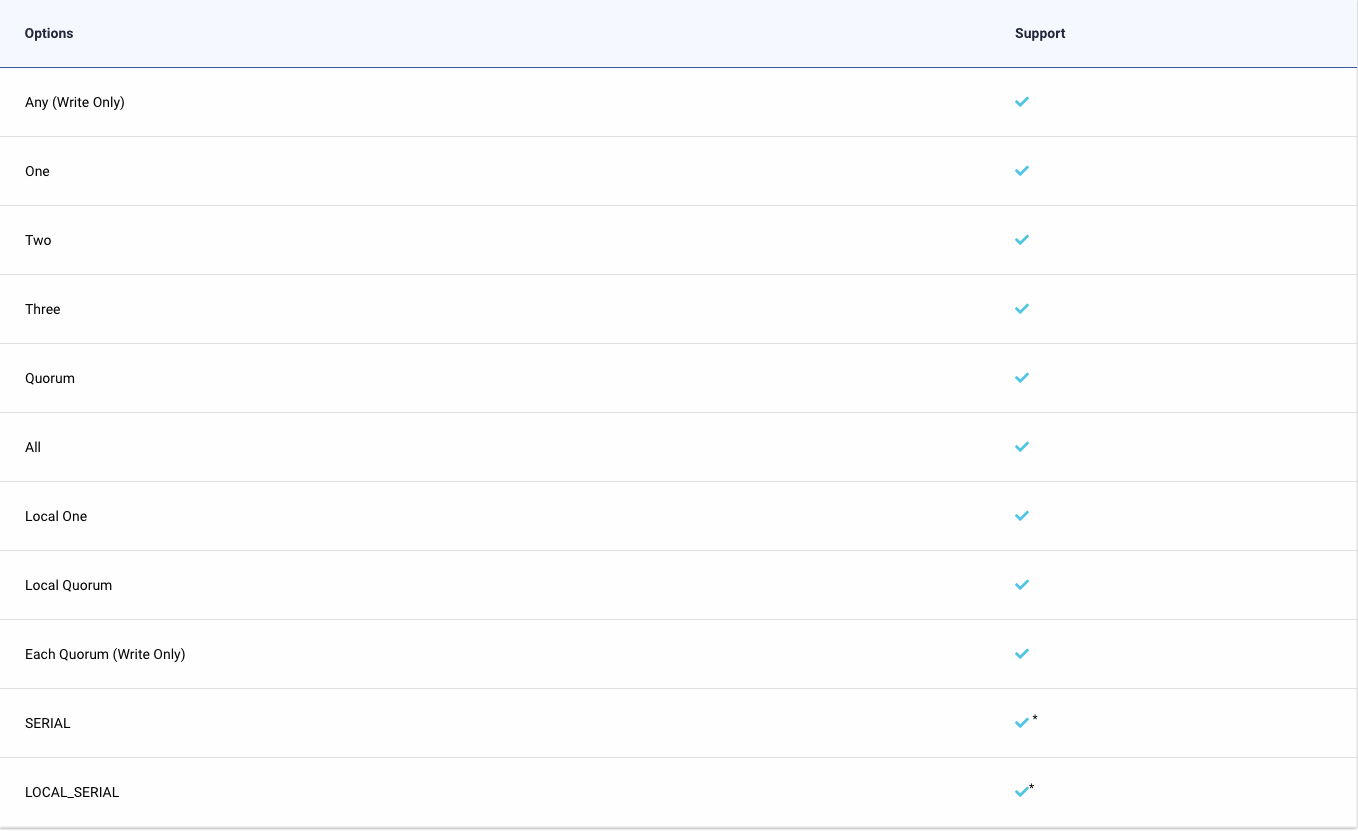 Options Support
Any (Write Only)
One
Two
Three
Quorum
All
Local One
Local Quorum
Each Quorum (Write Only)
SERIAL *
LOCAL_SERIAL *